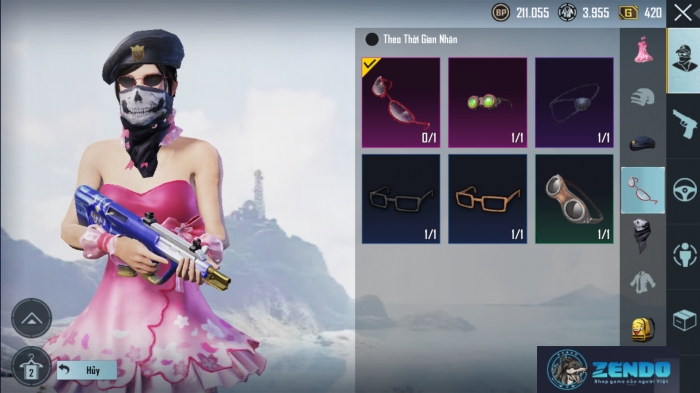 BP 211.055 3.955 G 420
Theo Thời Gian Nhận
0/1 1/1 1/1
1/1 1/1 1/1
2 Hủy
ZENDO
Shop game của người Việt